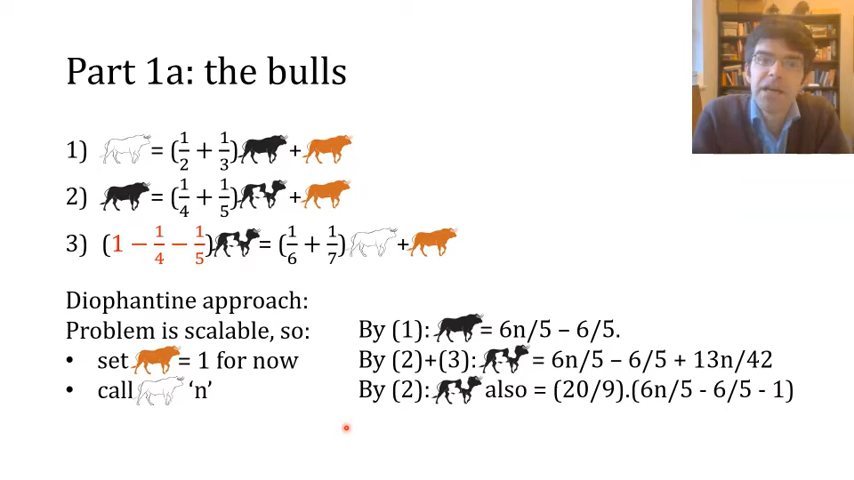 Part 1a: the bulls
1) = (1/2 + 1/3) +
2) = (1/4 + 1/5) +
3) (1 − 1/4 − 1/5) = (1/6 + 1/7) +
Diophantine approach:
Problem is scalable, so:
• set = 1 for now
• call 'n'
By (1): = 6n/5 – 6/5.
By (2)+(3): = 6n/5 – 6/5 + 13n/42
By (2): also = (20/9).(6n/5 - 6/5 - 1)